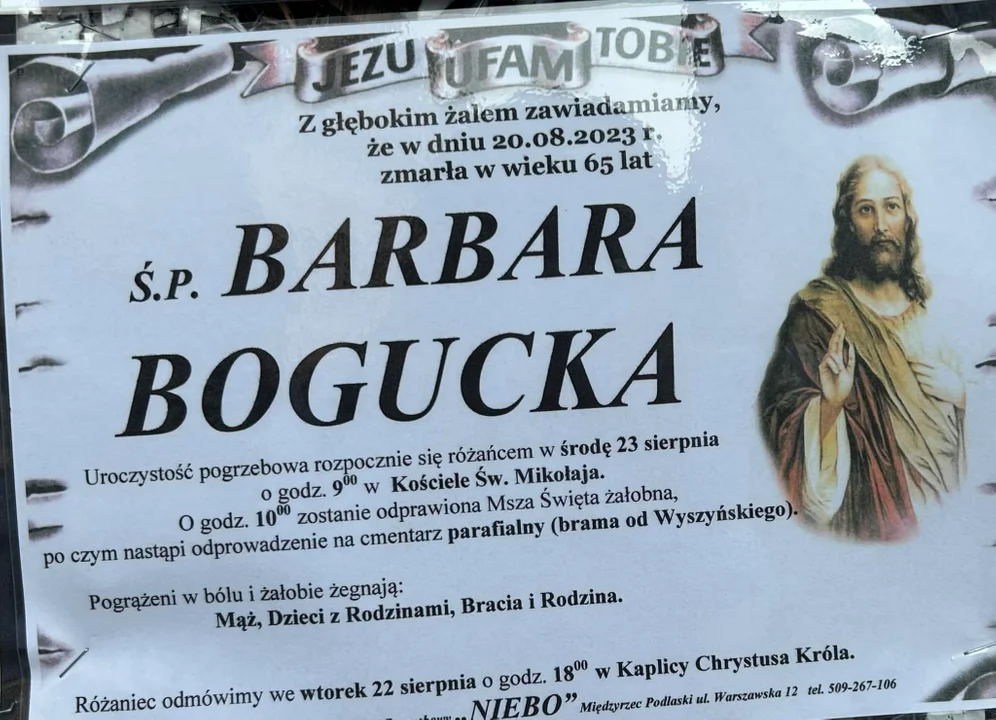 JEZU UFAM TOBIE
Z głębokim żalem zawiadamiamy,
że w dniu 20.08.2023 r.
zmarła w wieku 65 lat
Ś.P. BARBARA
BOGUCKA
Uroczystość pogrzebowa rozpocznie się różańcem w środę 23 sierpnia
o godz. 9⁰⁰ w Kościele Św. Mikołaja.
O godz. 10⁰⁰ zostanie odprawiona Msza Święta żałobna,
po czym nastąpi odprowadzenie na cmentarz parafialny (brama od Wyszyńskiego).
Pogrążeni w bólu i żałobie żegnają:
Mąż, Dzieci z Rodzinami, Bracia i Rodzina.
Różaniec odmówimy we wtorek 22 sierpnia o godz. 18⁰⁰ w Kaplicy Chrystusa Króla.
„NIEBO” Międzyrzec Podlaski ul. Warszawska 12 tel. 509-267-106